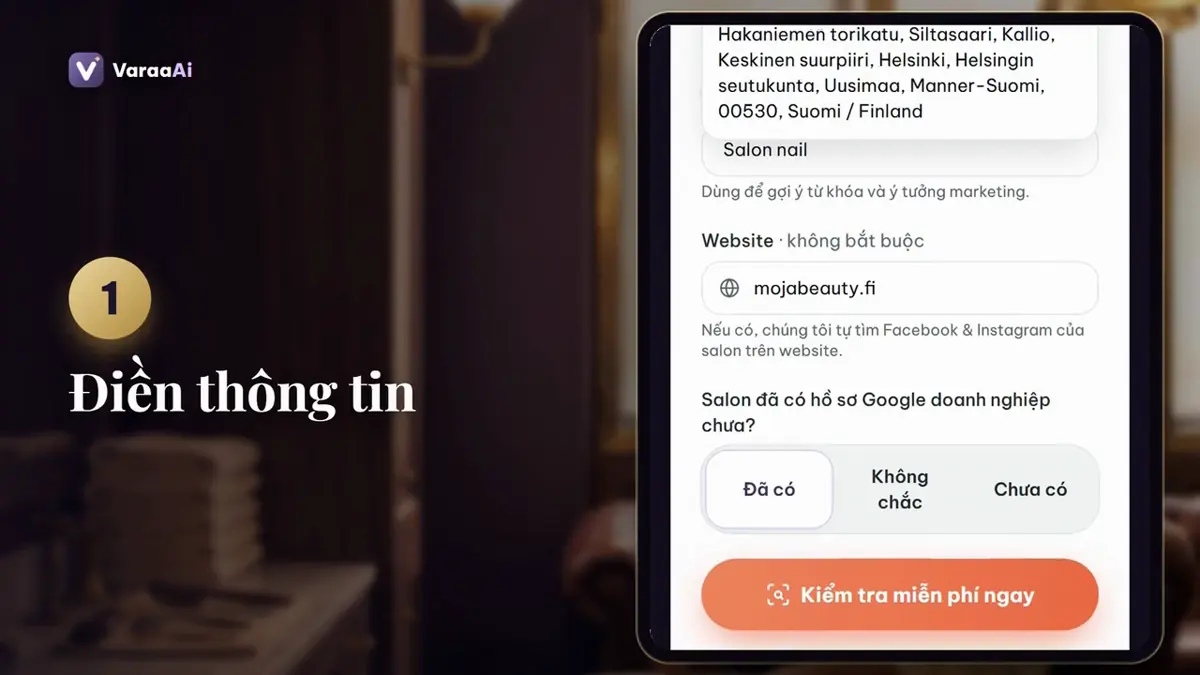 VaraaAi
1
Điền thông tin
Hakaniemen torikatu, Siltasaari, Kallio,
Keskinen suurpiiri, Helsinki, Helsingin
seutukunta, Uusimaa, Manner-Suomi,
00530, Suomi / Finland
Salon nail
Dùng để gợi ý từ khóa và ý tưởng marketing.
Website · không bắt buộc
mojabeauty.fi
Nếu có, chúng tôi tự tìm Facebook & Instagram của
salon trên website.
Salon đã có hồ sơ Google doanh nghiệp
chưa?
Đã có
Không
chắc
Chưa có
Kiểm tra miễn phí ngay